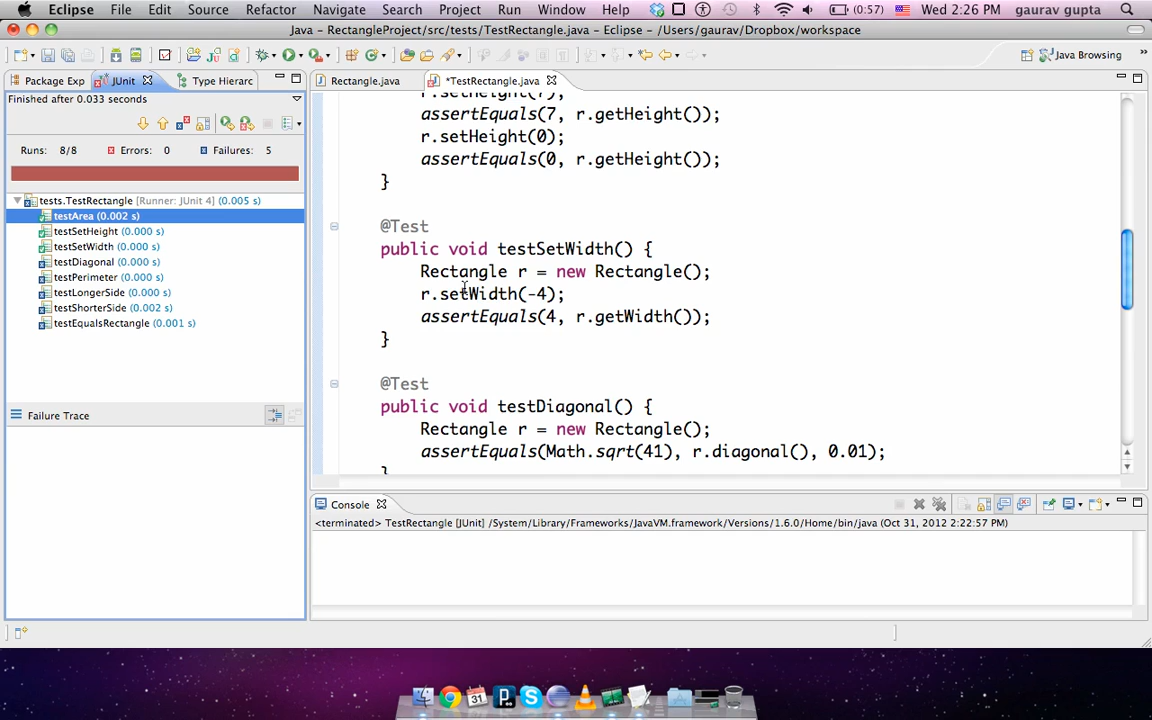 Eclipse File Edit Source Refactor Navigate Search Project Run Window Help (0:57) Wed 2:26 PM gaurav gupta
Java – RectangleProject/src/tests/TestRectangle.java – Eclipse – /Users/gaurav/Dropbox/workspace
Java Browsing
Package Exp JUnit Type Hierarc
Finished after 0.033 seconds
Runs: 8/8 Errors: 0 Failures: 5
tests.TestRectangle [Runner: JUnit 4] (0.005 s)
testArea (0.002 s)
testSetHeight (0.000 s)
testSetWidth (0.000 s)
testDiagonal (0.000 s)
testPerimeter (0.000 s)
testLongerSide (0.000 s)
testShorterSide (0.002 s)
testEqualsRectangle (0.001 s)
Failure Trace
Rectangle.java *TestRectangle.java
r.setHeight(7);
assertEquals(7, r.getHeight());
r.setHeight(0);
assertEquals(0, r.getHeight());
}
@Test
public void testSetWidth() {
Rectangle r = new Rectangle();
r.setWidth(-4);
assertEquals(4, r.getWidth());
}
@Test
public void testDiagonal() {
Rectangle r = new Rectangle();
assertEquals(Math.sqrt(41), r.diagonal(), 0.01);
}
Console
<terminated> TestRectangle [JUnit] /System/Library/Frameworks/JavaVM.framework/Versions/1.6.0/Home/bin/java (Oct 31, 2012 2:22:57 PM)
31